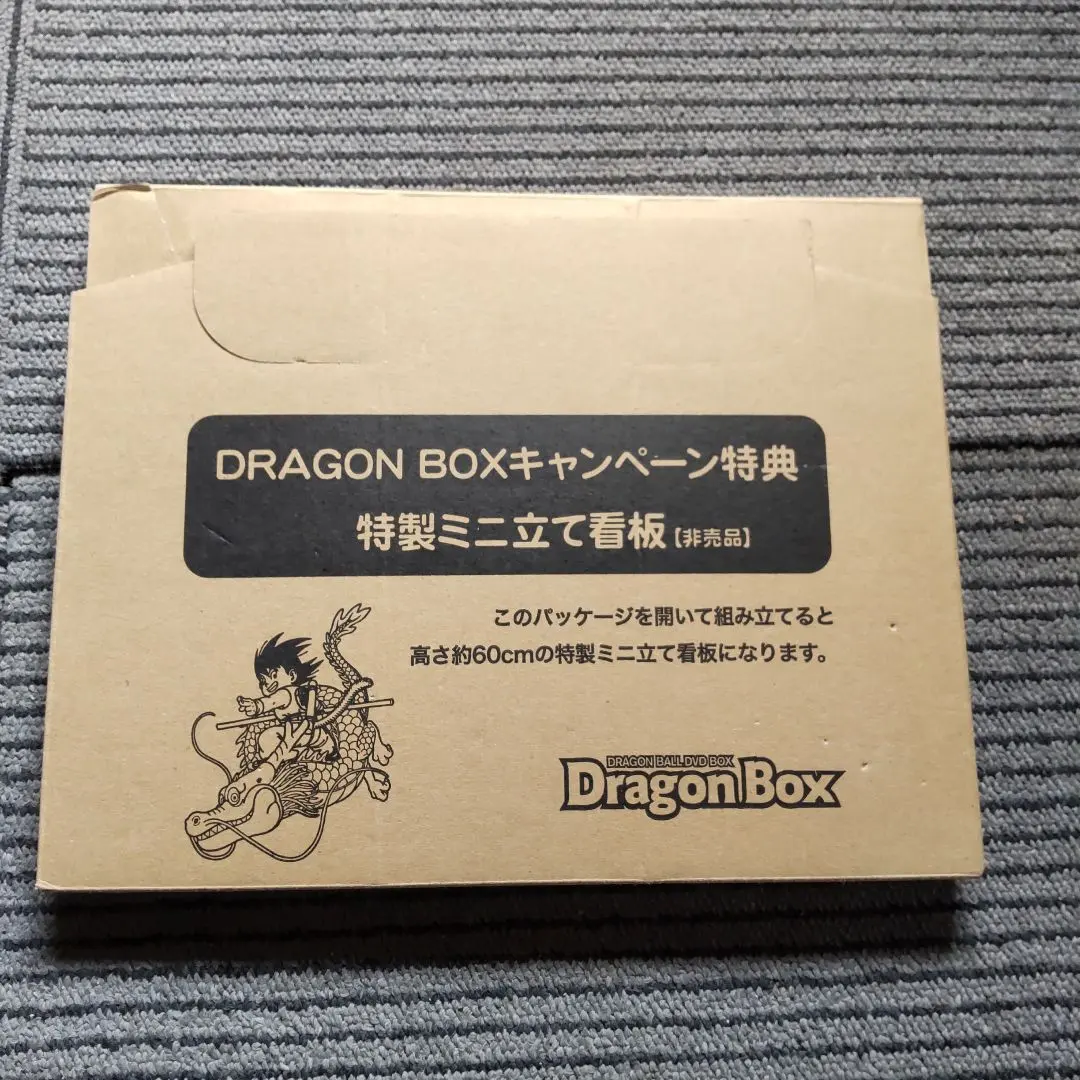 DRAGON BOXキャンペーン特典
特製ミニ立て看板【非売品】
このパッケージを開いて組み立てると
高さ約60cmの特製ミニ立て看板になります。
DRAGON BALL DVD BOX
DragonBox